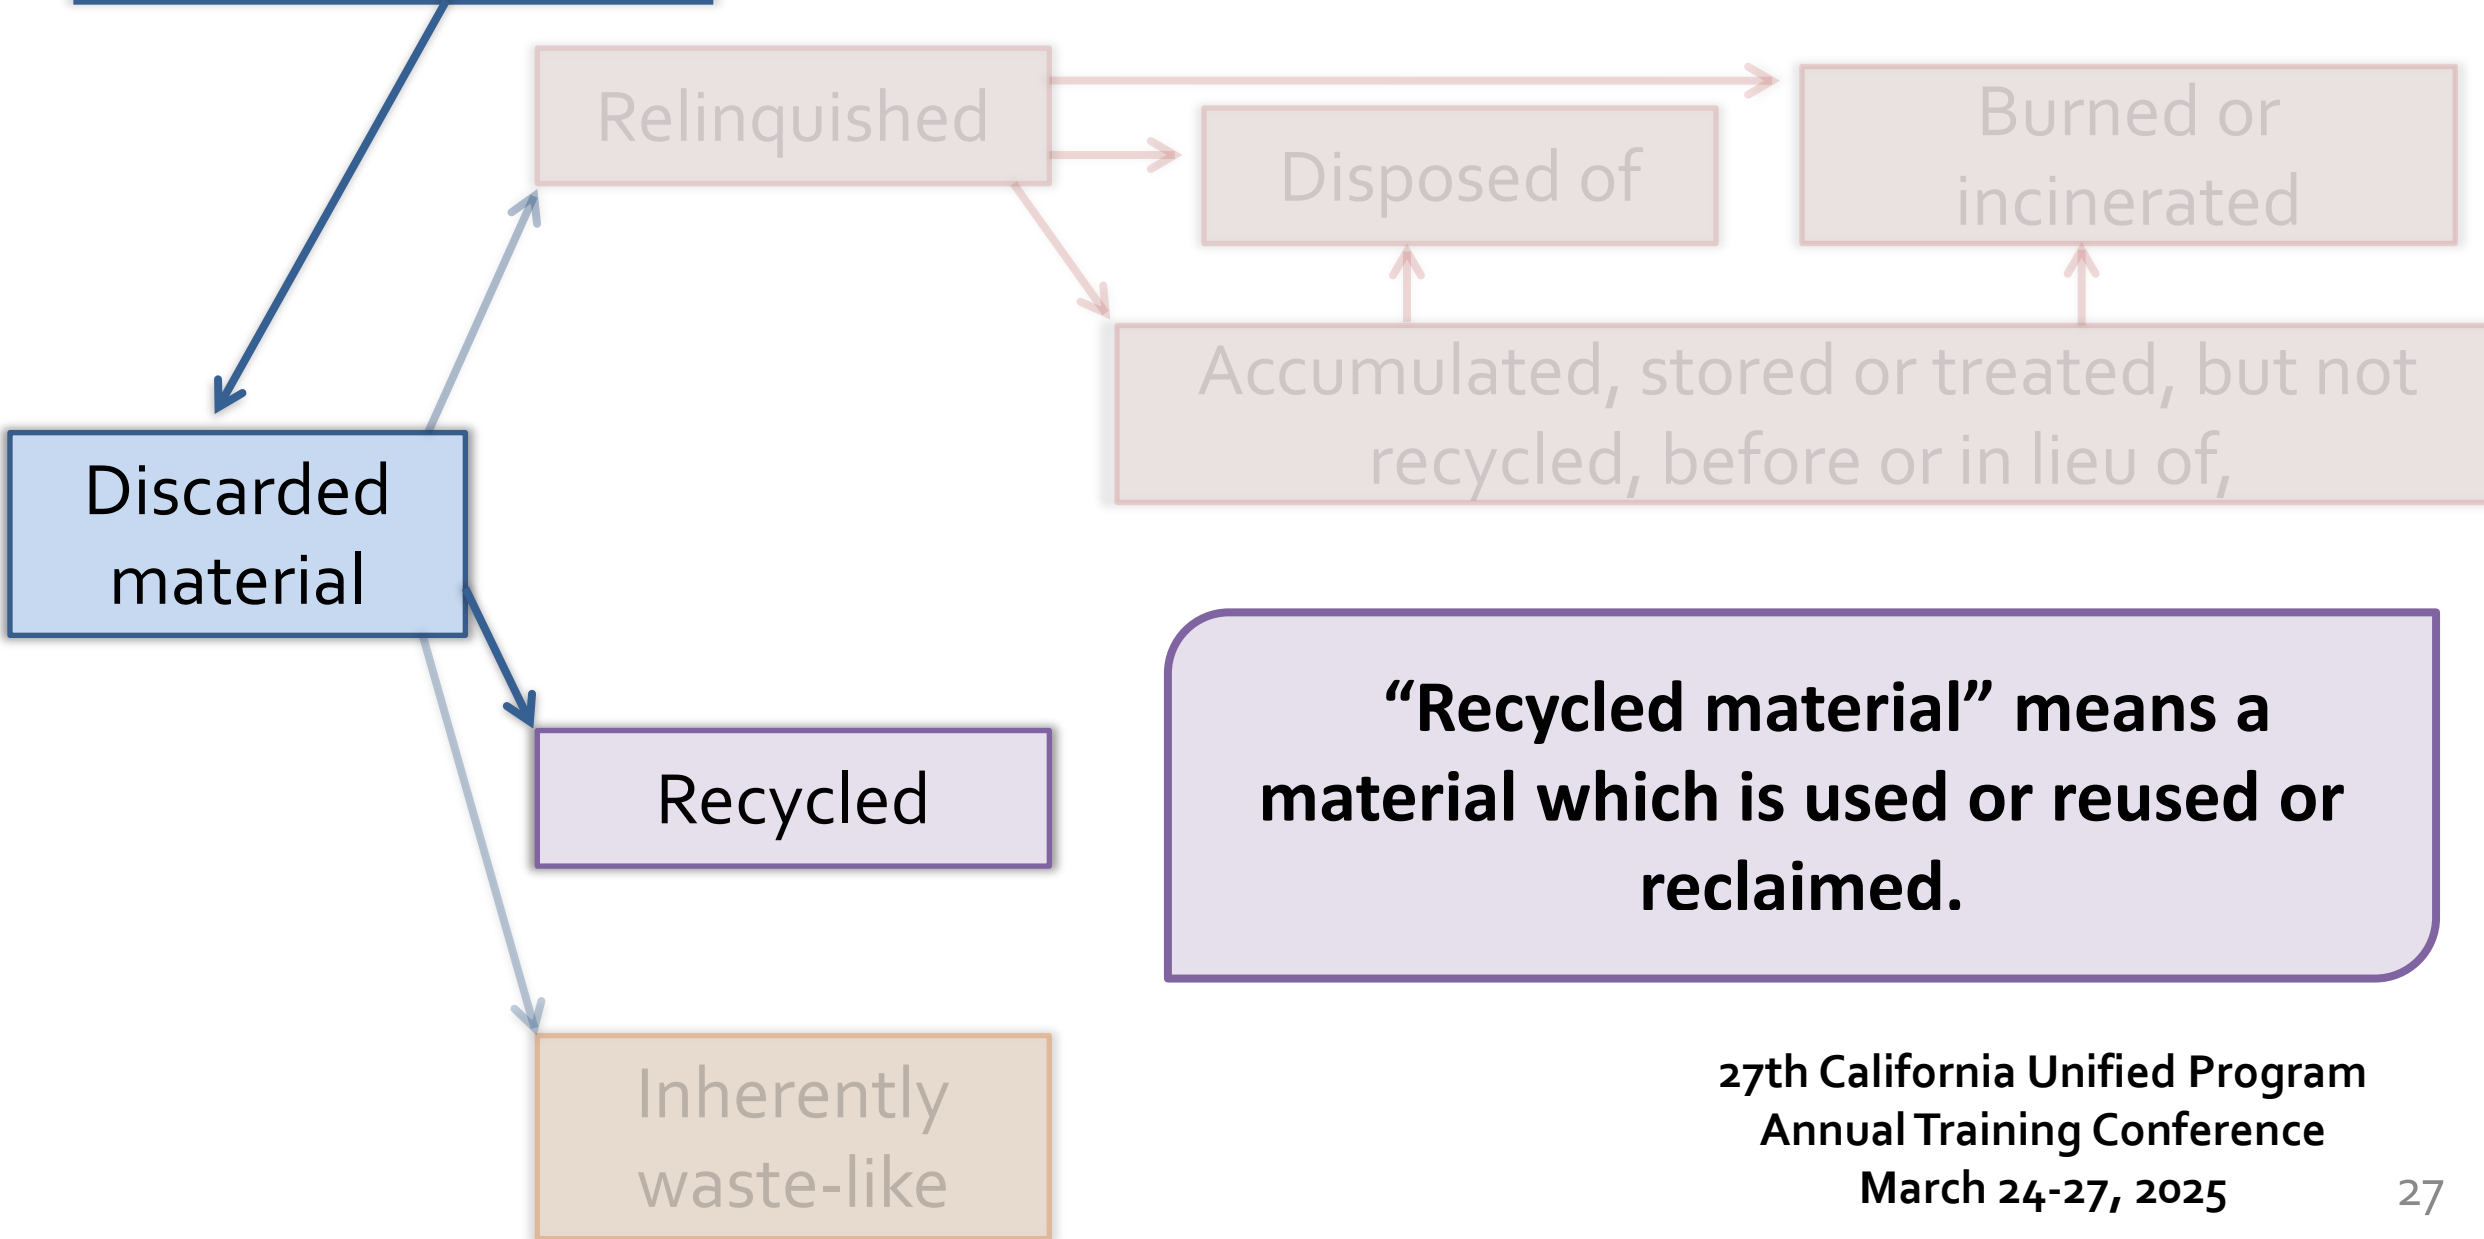 Relinquished
Disposed of
Burned or
incinerated
Accumulated, stored or treated, but not
recycled, before or in lieu of,
Discarded
material
Recycled
“Recycled material” means a
material which is used or reused or
reclaimed.
Inherently
waste-like
27th California Unified Program
Annual Training Conference
March 24-27, 2025
27